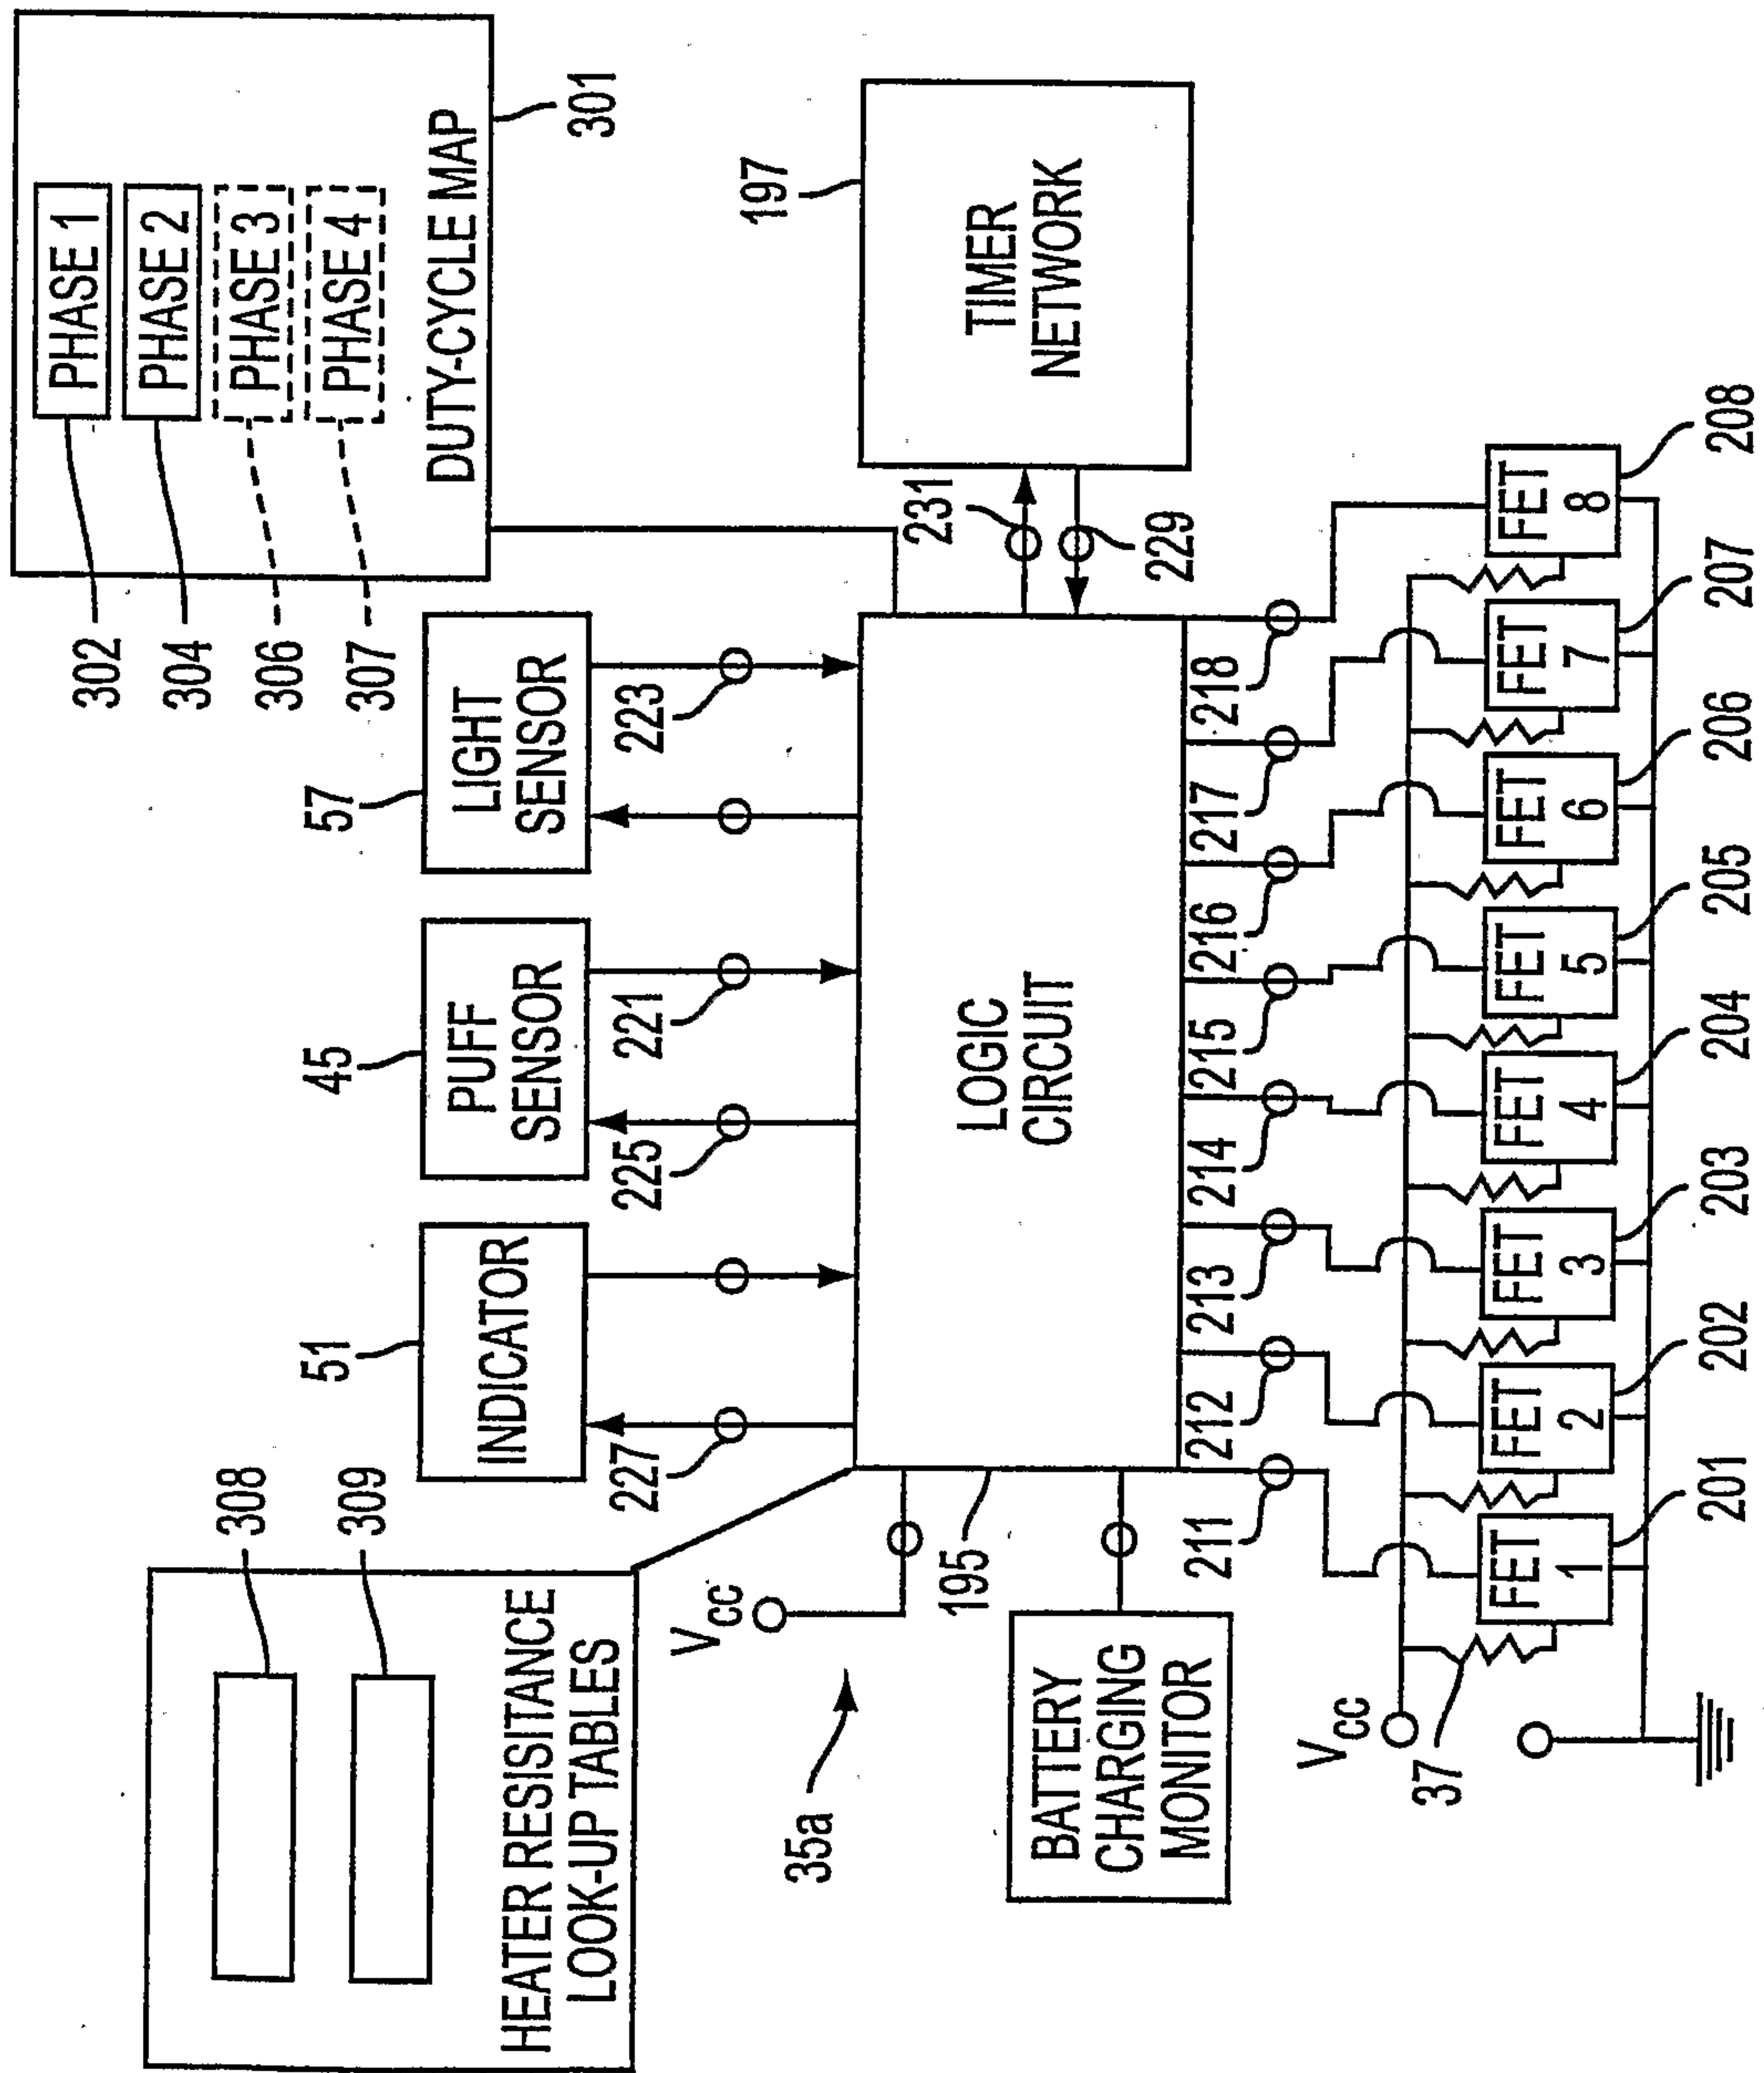 308
309
HEATER RESISITANCE
LOOK-UP TABLES
51
INDICATOR
227
45
PUFF
SENSOR
225
221
57
LIGHT
SENSOR
223
302
304
306
307
PHASE 1
PHASE 2
PHASE 3
PHASE 4
DUTY-CYCLE MAP
301
Vcc
35a
195
BATTERY
CHARGING
MONITOR
LOGIC
CIRCUIT
231
229
197
TIMER
NETWORK
211
212
213
214
215
216
217
218
Vcc
37
FET
1
FET
2
FET
3
FET
4
FET
5
FET
6
FET
7
FET
8
201
202
203
204
205
206
207
208